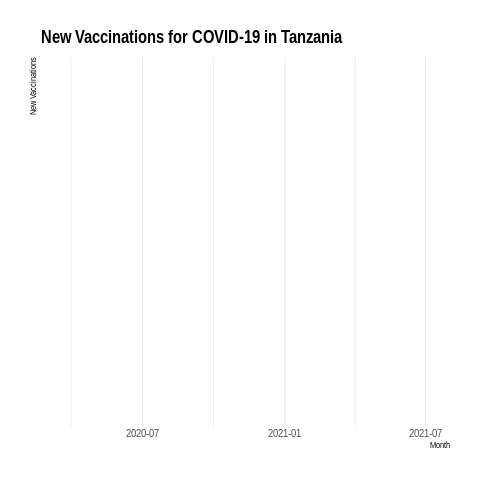 New Vaccinations for COVID-19 in Tanzania
New Vaccinations
2020-07 2021-01 2021-07
Month